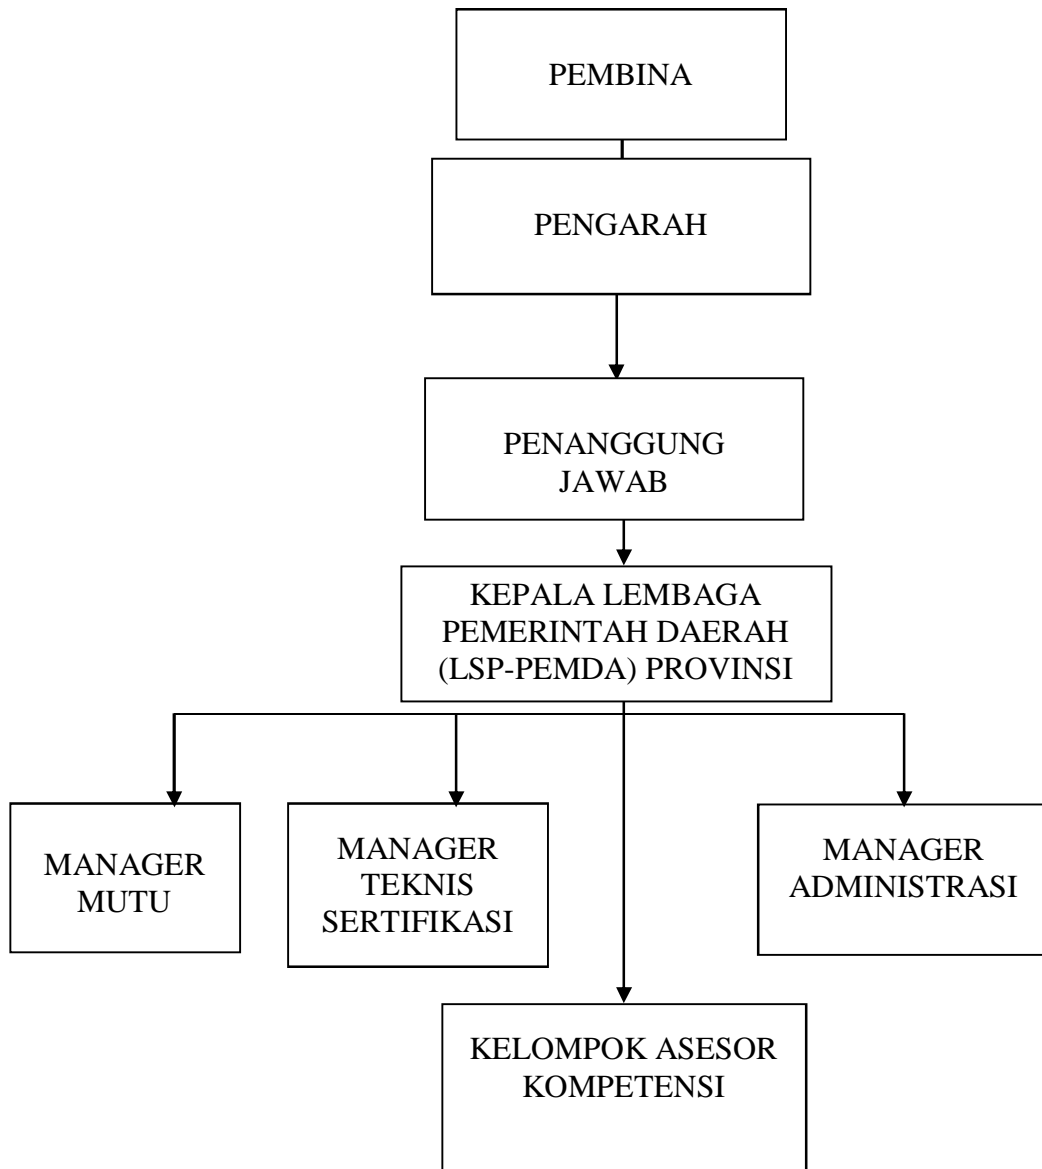 PEMBINA
PENGARAH
PENANGGUNG
JAWAB
KEPALA LEMBAGA
PEMERINTAH DAERAH
(LSP-PEMDA) PROVINSI
MANAGER
MUTU
MANAGER
TEKNIS
SERTIFIKASI
MANAGER
ADMINISTRASI
KELOMPOK ASESOR
KOMPETENSI